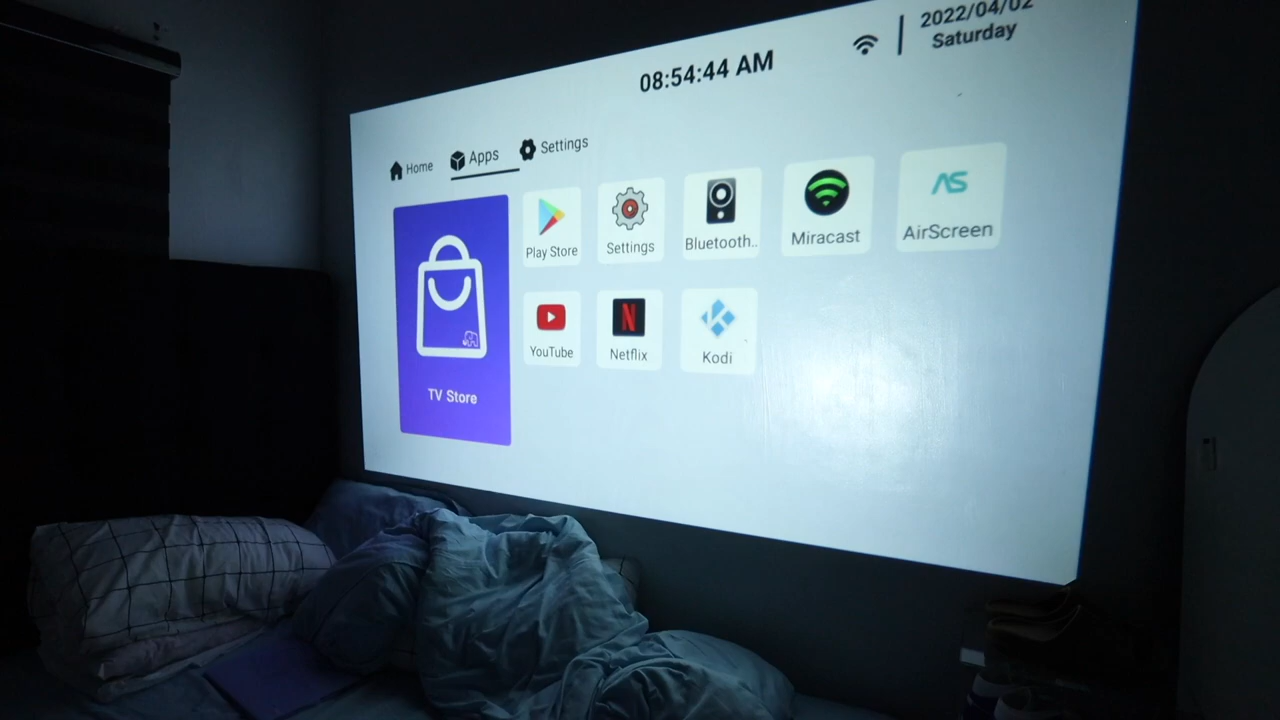 2022/04/02
08:54:44 AM
Saturday
Home
Apps
Settings
TV Store
Play Store
Settings
Bluetooth..
Miracast
AirScreen
YouTube
Netflix
Kodi